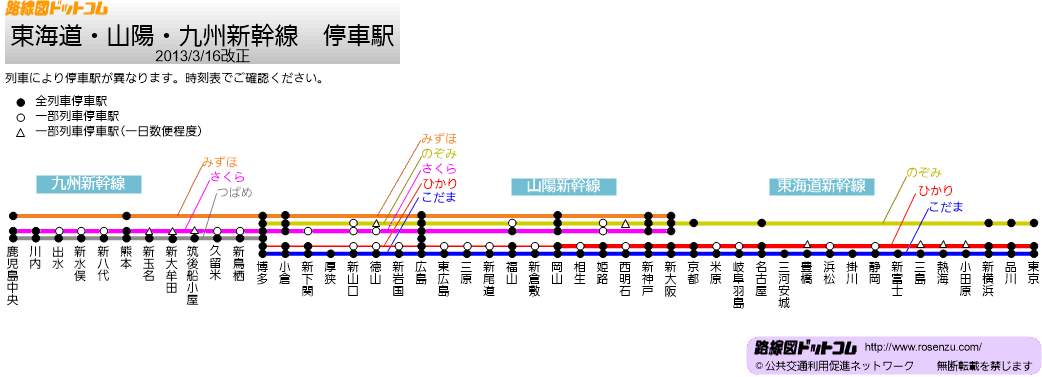 路線図ドットコム
東海道・山陽・九州新幹線 停車駅
2013/3/16改正
列車により停車駅が異なります。時刻表でご確認ください。
● 全列車停車駅
○ 一部列車停車駅
△ 一部列車停車駅(一日数便程度)
九州新幹線
みずほ
さくら
つばめ
みずほ
のぞみ
さくら
ひかり
こだま
山陽新幹線
東海道新幹線
のぞみ
ひかり
こだま
鹿児島中央
川内
出水
新水俣
新八代
熊本
新玉名
新大牟田
筑後船小屋
久留米
新鳥栖
博多
小倉
新下関
厚狭
新山口
徳山
新岩国
広島
東広島
三原
新尾道
福山
新倉敷
岡山
相生
姫路
西明石
新神戸
新大阪
京都
米原
岐阜羽島
名古屋
三河安城
豊橋
浜松
掛川
静岡
新富士
三島
熱海
小田原
新横浜
品川
東京
路線図ドットコム http://www.rosenzu.com/
©公共交通利用促進ネットワーク 無断転載を禁じます